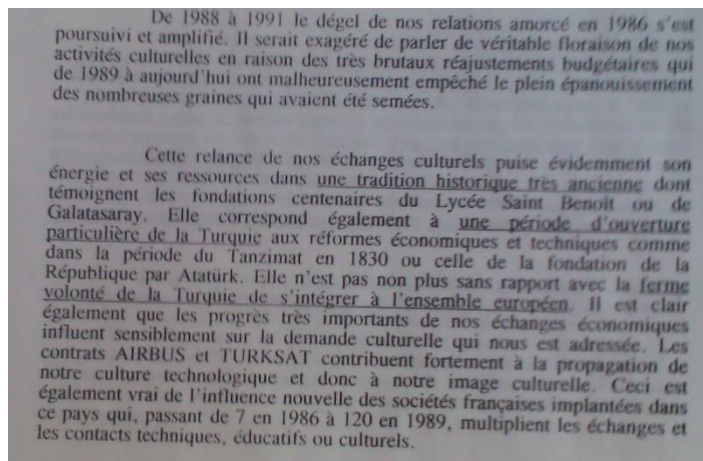 De 1988 à 1991 le dégel de nos relations amorcé en 1986 s'est
poursuivi et amplifié. Il serait exagéré de parler de véritable floraison de nos
activités culturelles en raison des très brutaux réajustements budgétaires qui
de 1989 à aujourd'hui ont malheureusement empêché le plein épanouissement
des nombreuses graines qui avaient été semées.
Cette relance de nos échanges culturels puise évidemment son
énergie et ses ressources dans une tradition historique très ancienne dont
témoignent les fondations centenaires du Lycée Saint Benoît ou de
Galatasaray. Elle correspond également à une période d'ouverture
particulière de la Turquie aux réformes économiques et techniques comme
dans la période du Tanzimat en 1830 ou celle de la fondation de la
République par Atatürk. Elle n'est pas non plus sans rapport avec la ferme
volonté de la Turquie de s'intégrer à l'ensemble européen. Il est clair
également que les progrès très importants de nos échanges économiques
influent sensiblement sur la demande culturelle qui nous est adressée. Les
contrats AIRBUS et TURKSAT contribuent fortement à la propagation de
notre culture technologique et donc à notre image culturelle. Ceci est
également vrai de l'influence nouvelle des sociétés françaises implantées dans
ce pays qui, passant de 7 en 1986 à 120 en 1989, multiplient les échanges et
les contacts techniques, éducatifs ou culturels.